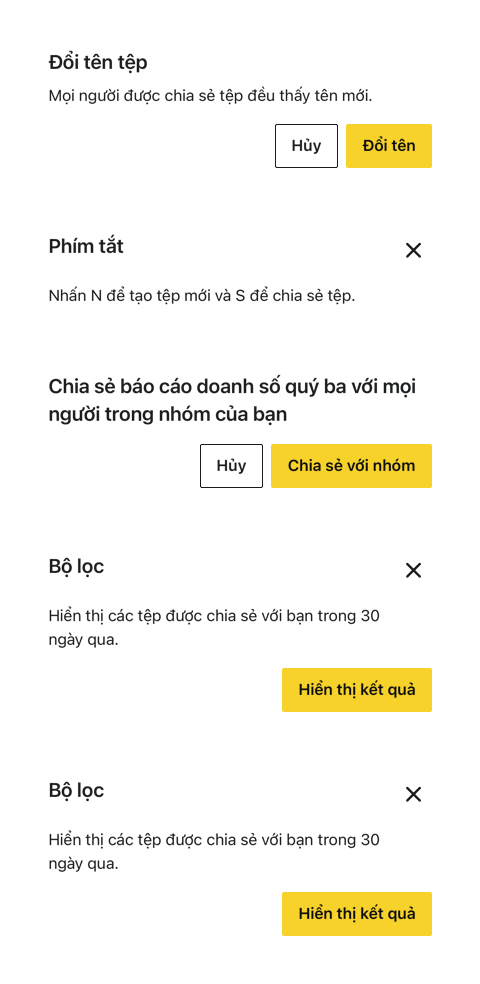 Đổi tên tệp
Mọi người được chia sẻ tệp đều thấy tên mới.
Hủy
Đổi tên
Phím tắt
Nhấn N để tạo tệp mới và S để chia sẻ tệp.
Chia sẻ báo cáo doanh số quý ba với mọi
người trong nhóm của bạn
Hủy
Chia sẻ với nhóm
Bộ lọc
Hiển thị các tệp được chia sẻ với bạn trong 30
ngày qua.
Hiển thị kết quả
Bộ lọc
Hiển thị các tệp được chia sẻ với bạn trong 30
ngày qua.
Hiển thị kết quả